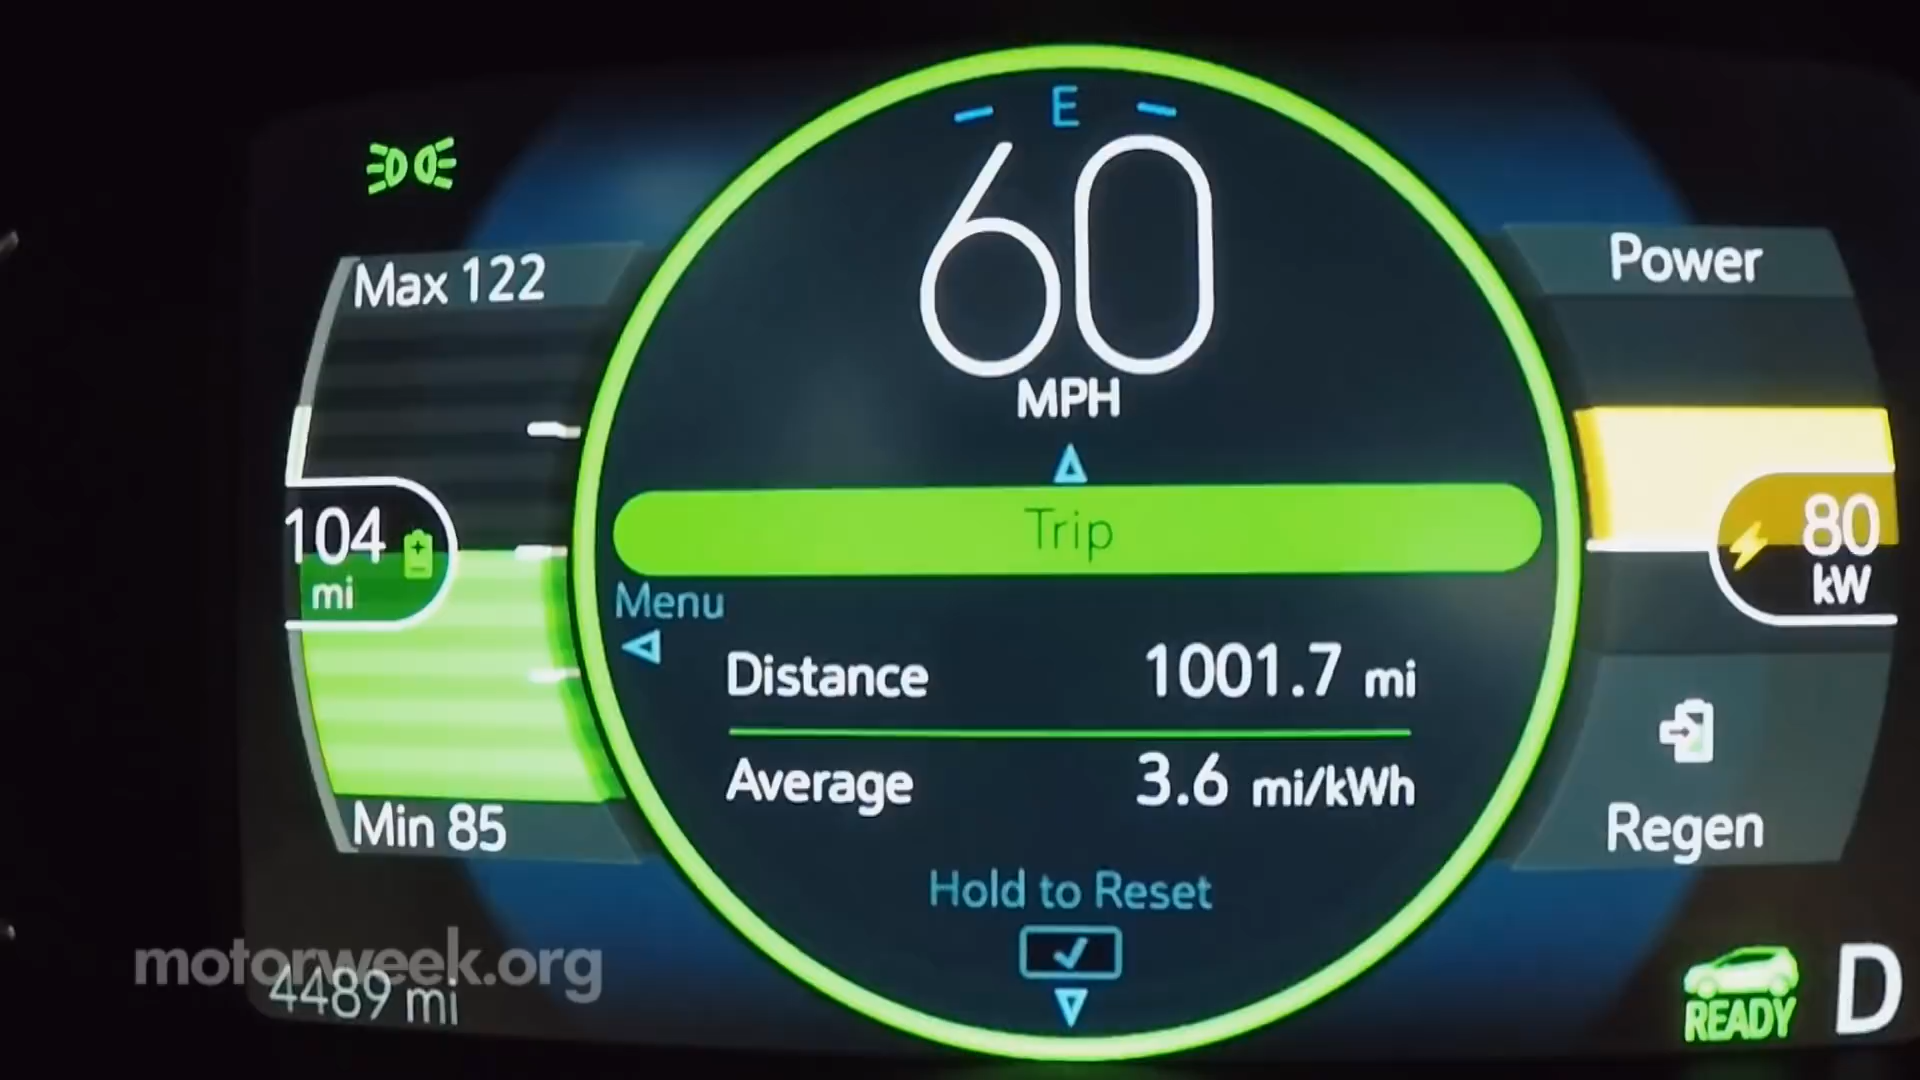 E
60
MPH
Max 122
104
mi
Min 85
Trip
Menu
Distance 1001.7 mi
Average 3.6 mi/kWh
Hold to Reset
Power
80
kW
Regen
motorweek.org
4489 mi
READY
D